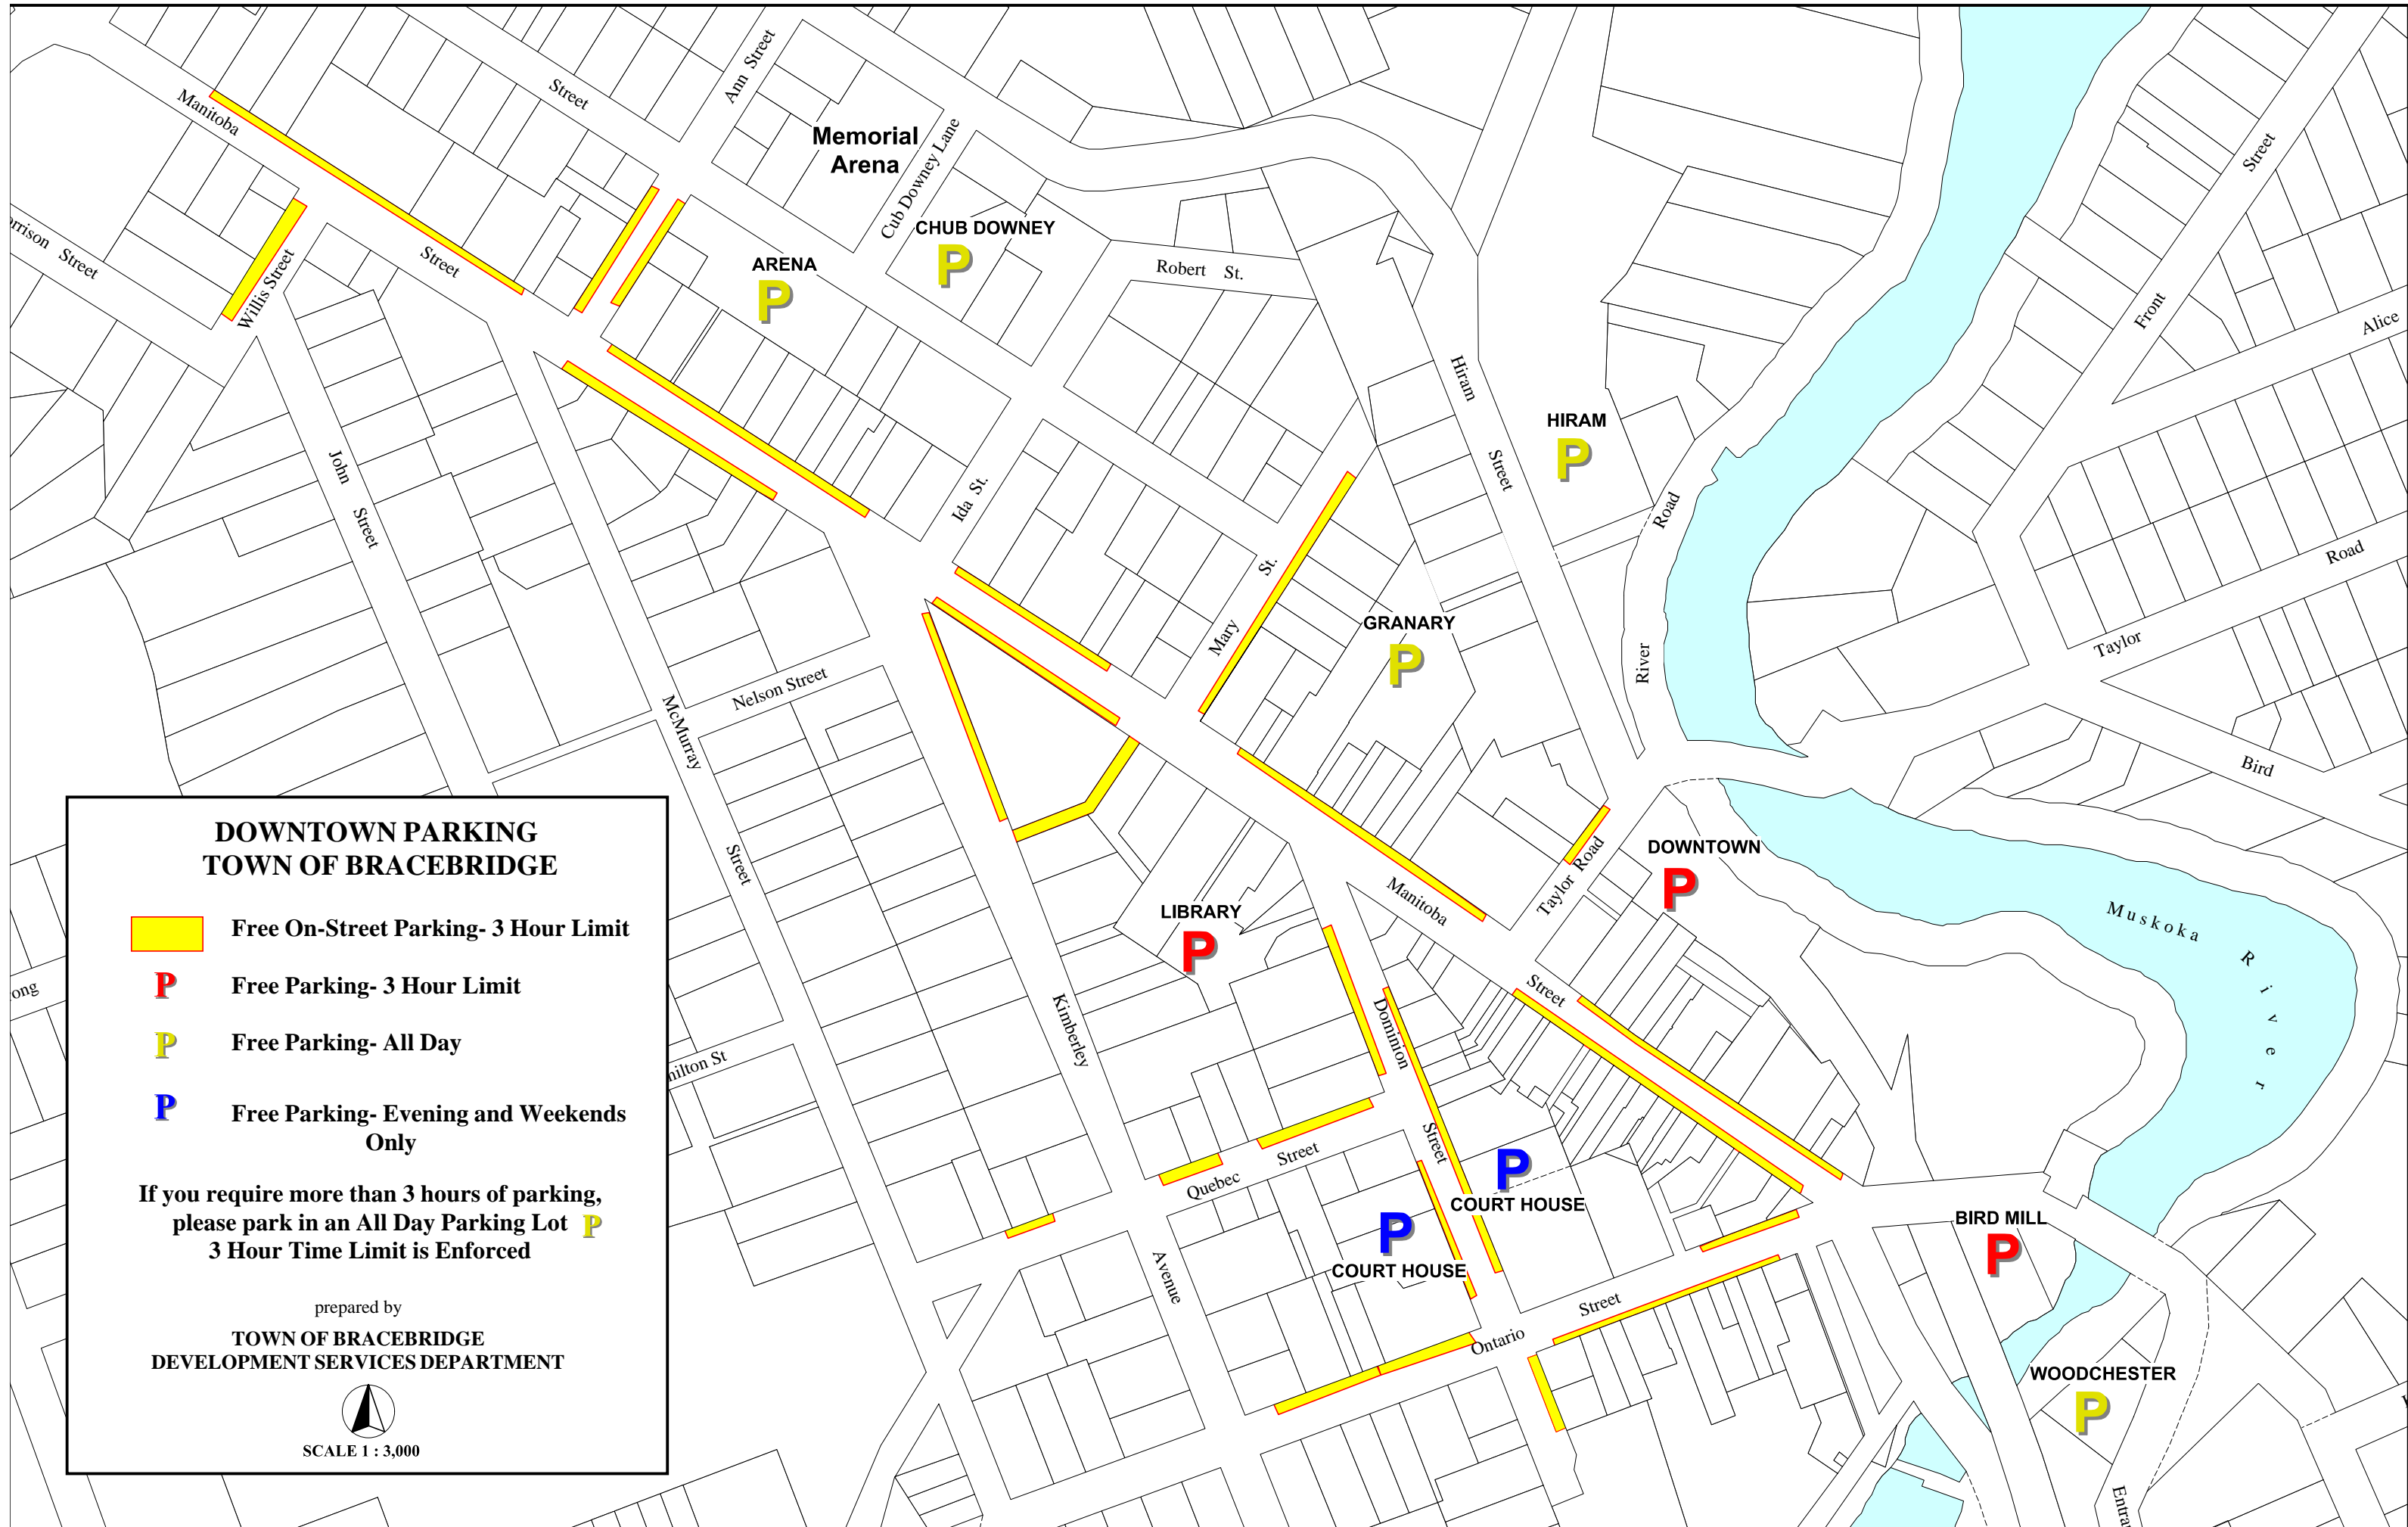 Manitoba
Street
Street
Ann Street
Memorial
Arena
Cub Downey Lane
CHUB DOWNEY
P
ARENA
P
Robert St.
Street
Willis Street
Street
Front
Alice
Street
Hiram
Street
HIRAM
P
John
Street
Ida St.
Road
River
Road
Taylor
St.
Mary
GRANARY
P
Nelson Street
McMurray
Street
Bird
Taylor Road
DOWNTOWN
P
Manitoba
Street
LIBRARY
P
Muskoka
River
Kimberley
Avenue
Dominion
Street
Quebec
Street
P
COURT HOUSE
P
COURT HOUSE
BIRD MILL
P
Ontario
Street
WOODCHESTER
P
DOWNTOWN PARKING
TOWN OF BRACEBRIDGE
Free On-Street Parking- 3 Hour Limit
P Free Parking- 3 Hour Limit
P Free Parking- All Day
P Free Parking- Evening and Weekends
Only
If you require more than 3 hours of parking,
please park in an All Day Parking Lot P
3 Hour Time Limit is Enforced
prepared by
TOWN OF BRACEBRIDGE
DEVELOPMENT SERVICES DEPARTMENT
SCALE 1 : 3,000